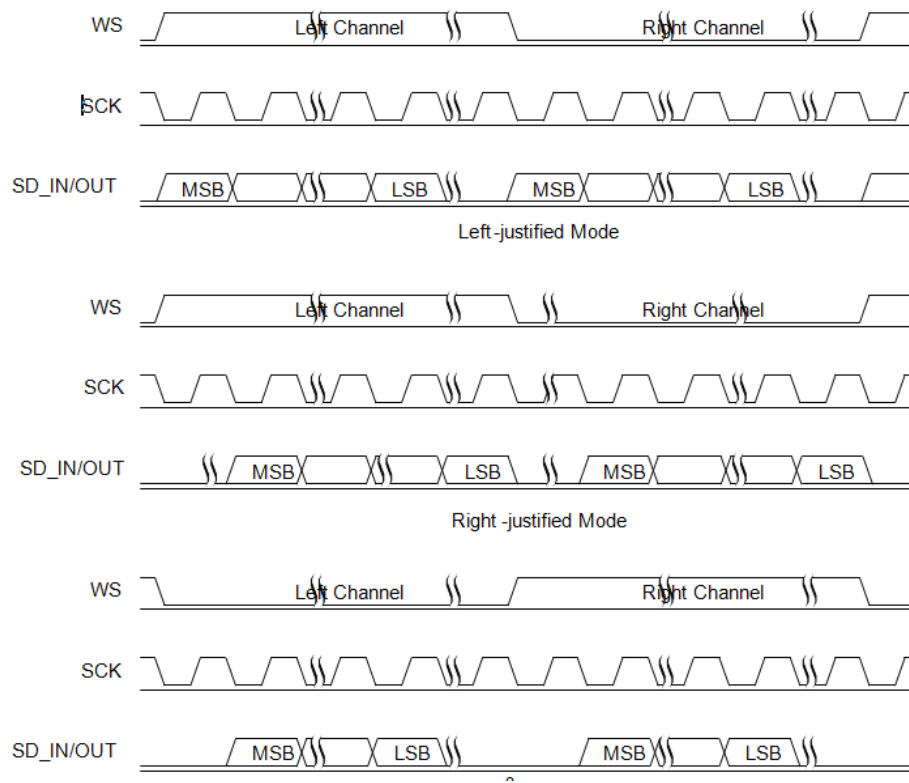 WS Left Channel Right Channel
SCK
SD_IN/OUT MSB LSB MSB LSB
Left-justified Mode
WS Left Channel Right Channel
SCK
SD_IN/OUT MSB LSB MSB LSB
Right -justified Mode
WS Left Channel Right Channel
SCK
SD_IN/OUT MSB LSB MSB LSB